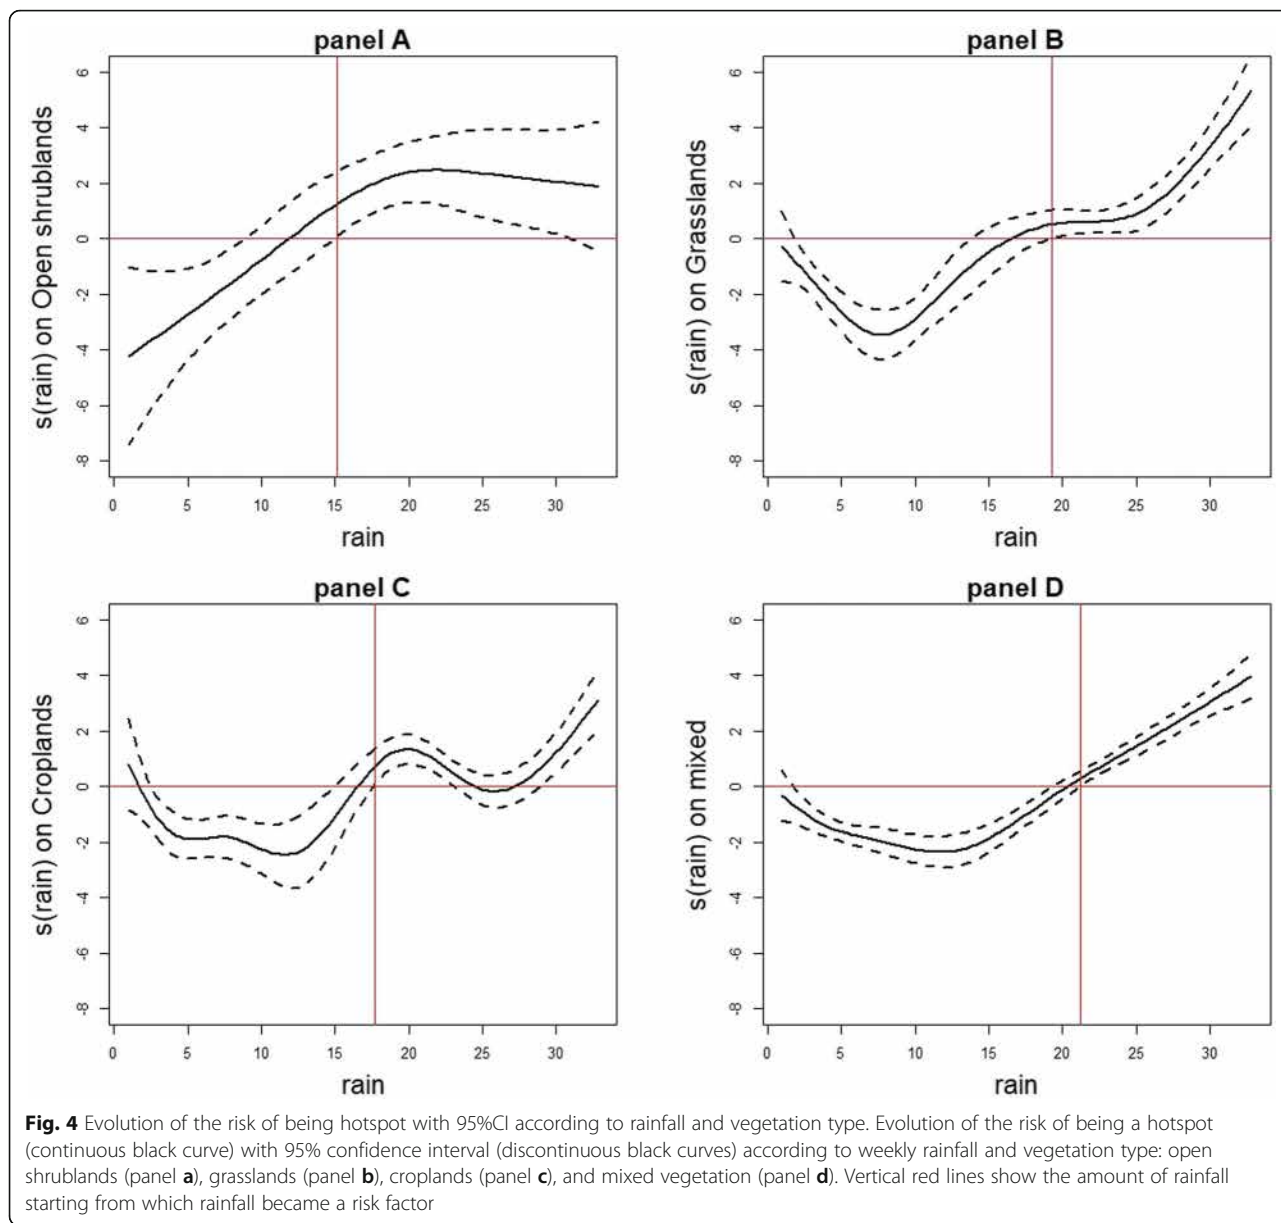 panel A
6
4
2
0
-2
-4
-6
-8
s(rain) on Open shrublands
0 5 10 15 20 25 30
rain
panel B
6
4
2
0
-2
-4
-6
-8
s(rain) on Grasslands
0 5 10 15 20 25 30
rain
panel C
6
4
2
0
-2
-4
-6
-8
s(rain) on Croplands
0 5 10 15 20 25 30
rain
panel D
6
4
2
0
-2
-4
-6
-8
s(rain) on mixed
0 5 10 15 20 25 30
rain
Fig. 4 Evolution of the risk of being hotspot with 95%CI according to rainfall and vegetation type. Evolution of the risk of being a hotspot
(continuous black curve) with 95% confidence interval (discontinuous black curves) according to weekly rainfall and vegetation type: open
shrublands (panel a), grasslands (panel b), croplands (panel c), and mixed vegetation (panel d). Vertical red lines show the amount of rainfall
starting from which rainfall became a risk factor